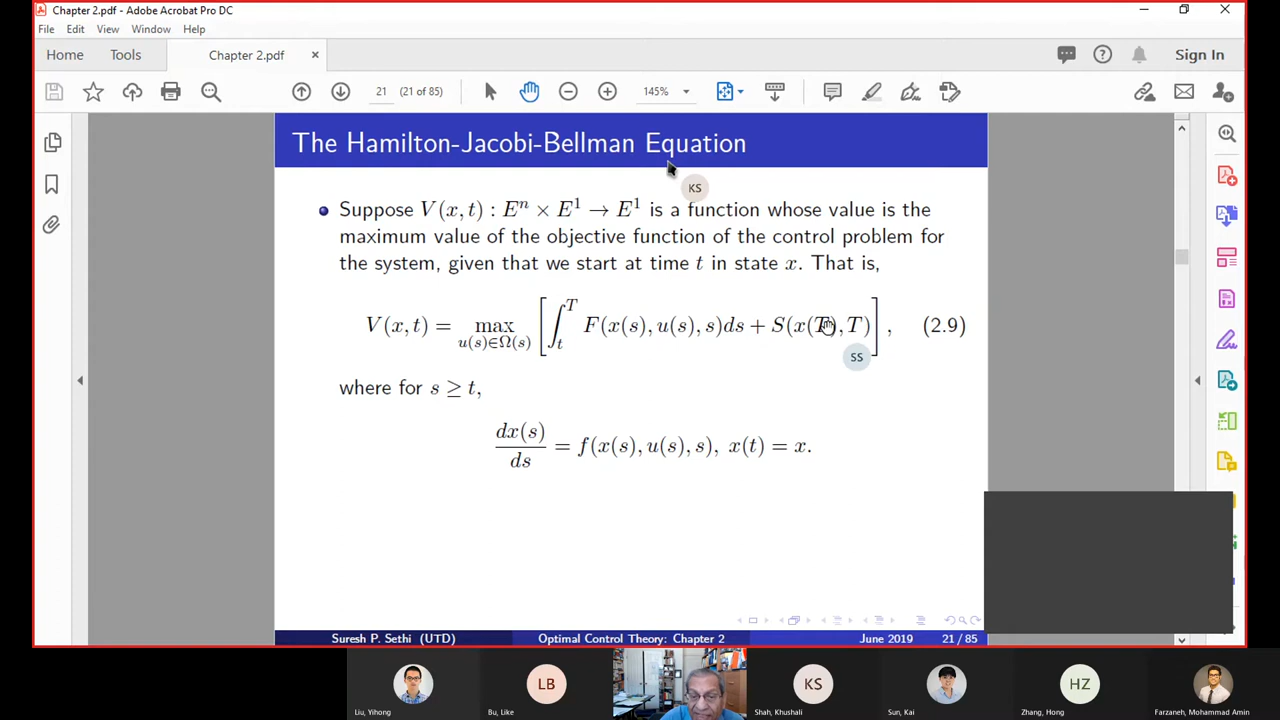 Chapter 2.pdf - Adobe Acrobat Pro DC
File Edit View Window Help
Home Tools Chapter 2.pdf × Sign In
21 (21 of 85) 145%
The Hamilton-Jacobi-Bellman Equation
KS
Suppose V(x, t) : Eⁿ × E¹ → E¹ is a function whose value is the
maximum value of the objective function of the control problem for
the system, given that we start at time t in state x. That is,
V(x, t) = max_{u(s)∈Ω(s)} [∫_t^T F(x(s), u(s), s)ds + S(x(T), T)], (2.9)
SS
where for s ≥ t,
dx(s)/ds = f(x(s), u(s), s), x(t) = x.
Suresh P. Sethi (UTD) Optimal Control Theory: Chapter 2 June 2019 21 / 85
LB KS HZ
Liu, Yihong Bu, Like Shah, Khushali Sun, Kai Zhang, Hong Farzaneh, Mohammad Amin